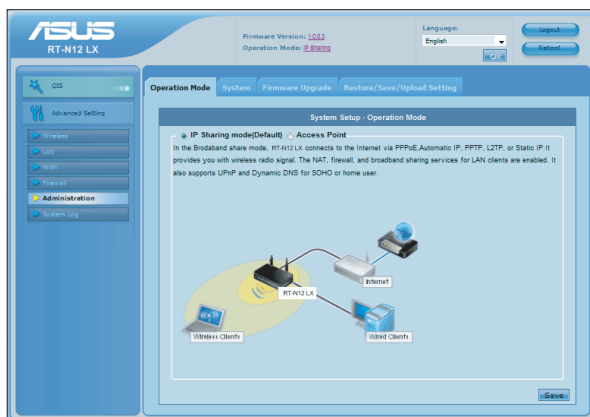 ASUS
RT-N12 LX
Firmware Version: 1.0.0.3
Operation Mode: IP Sharing
Language:
English
Logout
Reboot
QIS
Advanced Setting
Wireless
LAN
WAN
Firewall
Administration
System Log
Operation Mode System Firmware Upgrade Restore/Save/Upload Setting
System Setup - Operation Mode
IP Sharing mode(Default) Access Point
In the Brodaband share mode, RT-N12 LX connects to the Internet via PPPoE,Automatic IP, PPTP, L2TP, or Static IP.It
provides you with wireless radio signal. The NAT, firewall, and broadband sharing services for LAN clients are enabled. It
also supports UPnP and Dynamic DNS for SOHO or home user.
Internet
RT-N12 LX
Wireless Clients
Wired Clients
Save